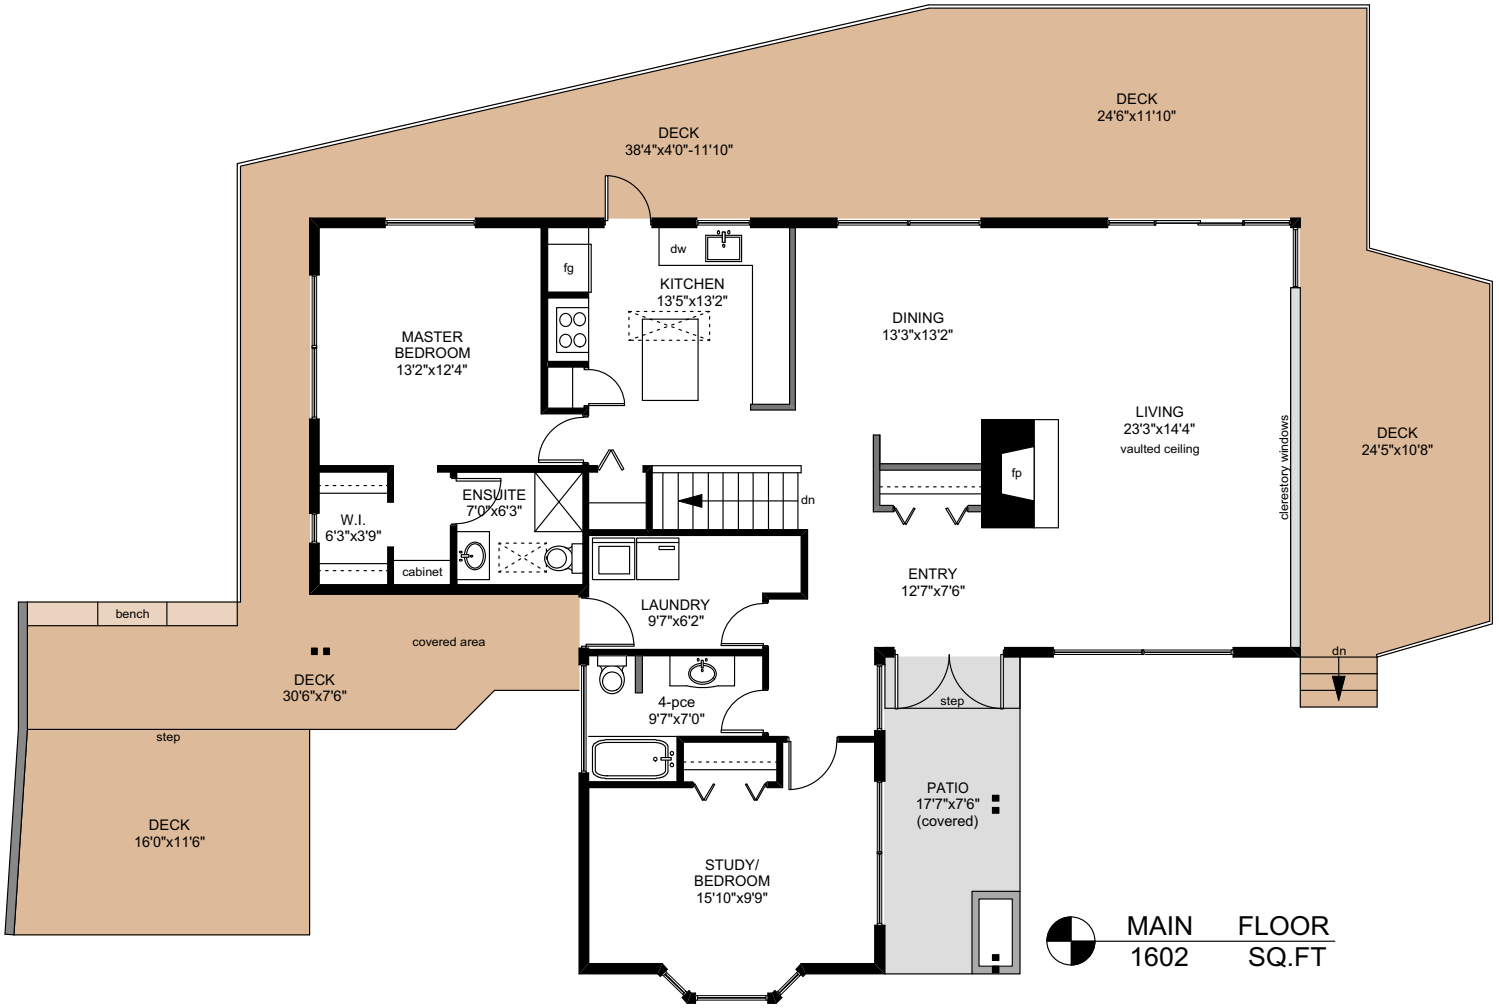 DECK
24'6"x11'10"
DECK
38'4"x4'0"-11'10"
dw
fg
KITCHEN
13'5"x13'2"
DINING
13'3"x13'2"
MASTER
BEDROOM
13'2"x12'4"
LIVING
23'3"x14'4"
vaulted ceiling
clerestory windows
DECK
24'5"x10'8"
fp
ENSUITE
7'0"x6'3"
dn
W.I.
6'3"x3'9"
cabinet
ENTRY
12'7"x7'6"
LAUNDRY
9'7"x6'2"
bench
covered area
dn
DECK
30'6"x7'6"
4-pce
9'7"x7'0"
step
step
PATIO
17'7"x7'6"
(covered)
DECK
16'0"x11'6"
STUDY/
BEDROOM
15'10"x9'9"
MAIN FLOOR
1602 SQ.FT